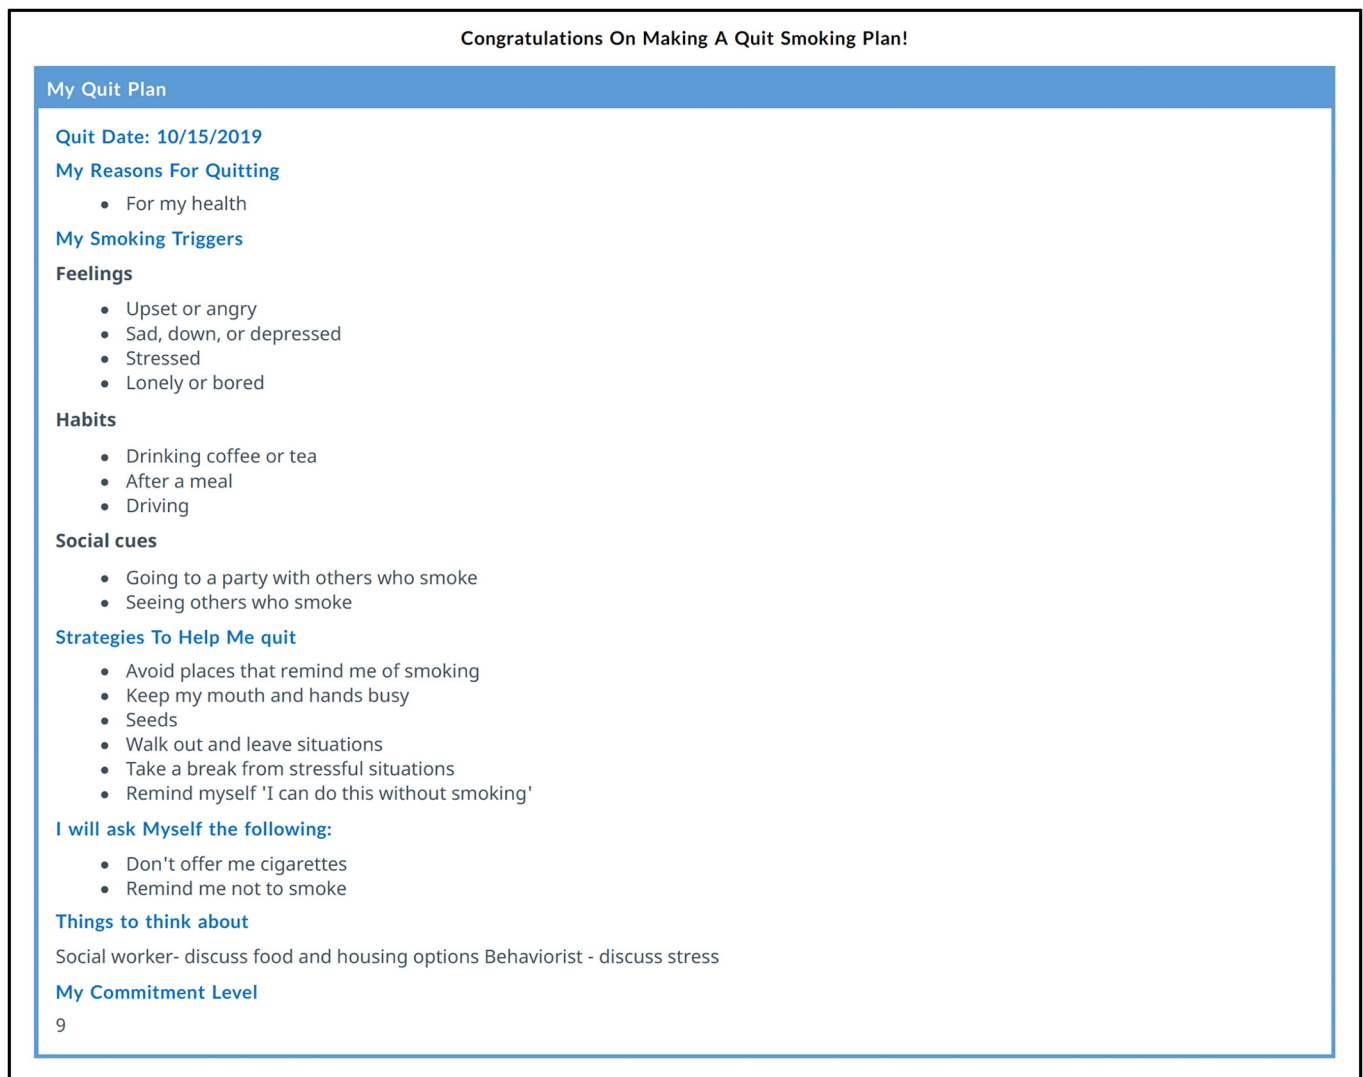 Congratulations On Making A Quit Smoking Plan!
My Quit Plan
Quit Date: 10/15/2019
My Reasons For Quitting
• For my health
My Smoking Triggers
Feelings
• Upset or angry
• Sad, down, or depressed
• Stressed
• Lonely or bored
Habits
• Drinking coffee or tea
• After a meal
• Driving
Social cues
• Going to a party with others who smoke
• Seeing others who smoke
Strategies To Help Me quit
• Avoid places that remind me of smoking
• Keep my mouth and hands busy
• Seeds
• Walk out and leave situations
• Take a break from stressful situations
• Remind myself 'I can do this without smoking'
I will ask Myself the following:
• Don't offer me cigarettes
• Remind me not to smoke
Things to think about
Social worker- discuss food and housing options Behaviorist - discuss stress
My Commitment Level
9